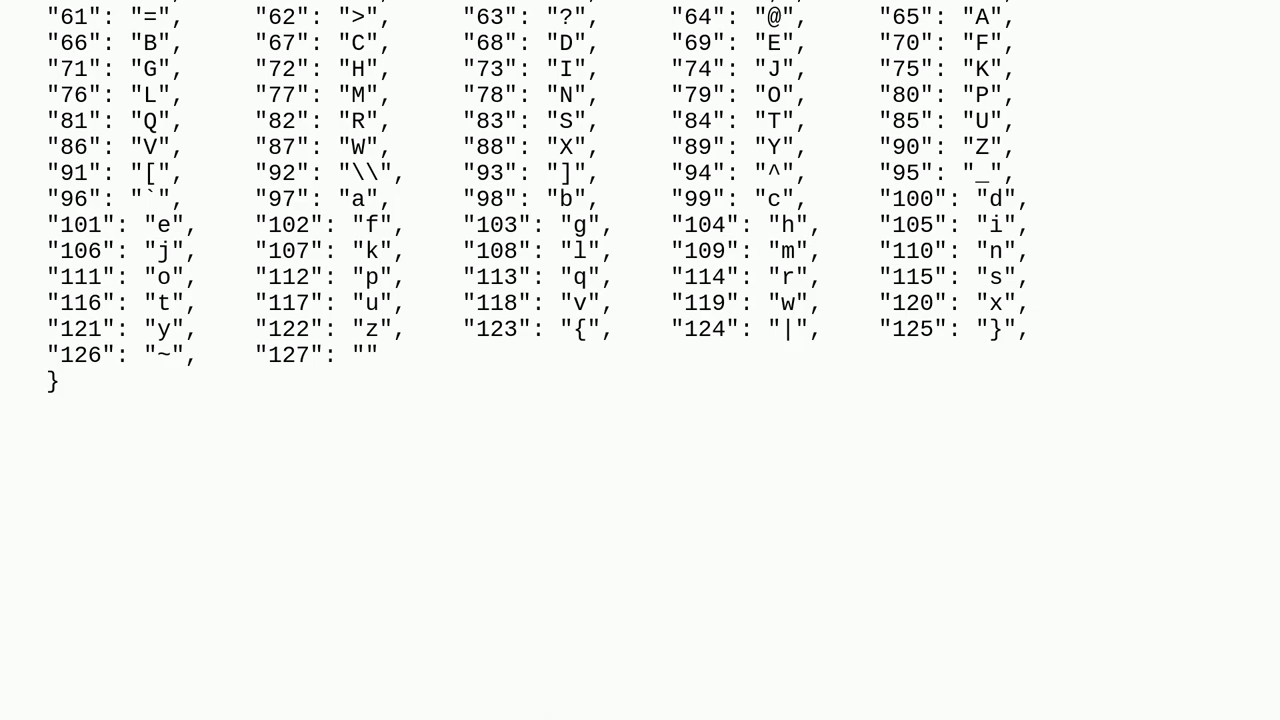 "61": "=",      "62": ">",      "63": "?",      "64": "@",      "65": "A",
"66": "B",      "67": "C",      "68": "D",      "69": "E",      "70": "F",
"71": "G",      "72": "H",      "73": "I",      "74": "J",      "75": "K",
"76": "L",      "77": "M",      "78": "N",      "79": "O",      "80": "P",
"81": "Q",      "82": "R",      "83": "S",      "84": "T",      "85": "U",
"86": "V",      "87": "W",      "88": "X",      "89": "Y",      "90": "Z",
"91": "[",      "92": "\\",     "93": "]",      "94": "^",      "95": "_",
"96": "`",      "97": "a",      "98": "b",      "99": "c",      "100": "d",
"101": "e",     "102": "f",     "103": "g",     "104": "h",     "105": "i",
"106": "j",     "107": "k",     "108": "l",     "109": "m",     "110": "n",
"111": "o",     "112": "p",     "113": "q",     "114": "r",     "115": "s",
"116": "t",     "117": "u",     "118": "v",     "119": "w",     "120": "x",
"121": "y",     "122": "z",     "123": "{",     "124": "|",     "125": "}",
"126": "~",     "127": ""
}